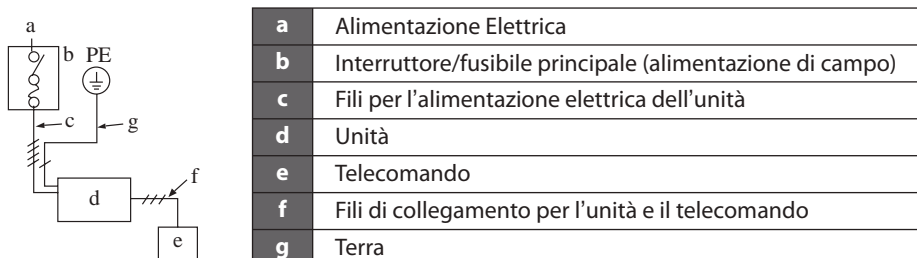 a
b PE
c
g
d
f
e
a Alimentazione Elettrica
b Interruttore/fusibile principale (alimentazione di campo)
c Fili per l'alimentazione elettrica dell'unità
d Unità
e Telecomando
f Fili di collegamento per l'unità e il telecomando
g Terra